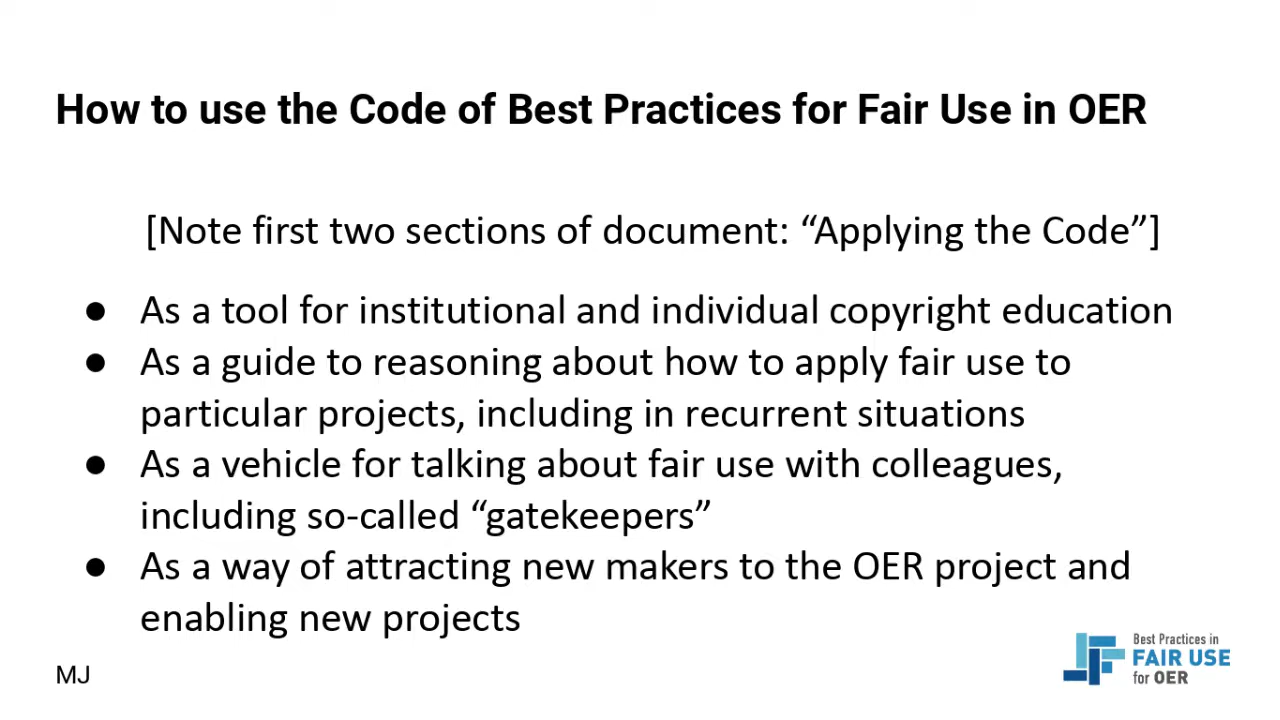 How to use the Code of Best Practices for Fair Use in OER
[Note first two sections of document: “Applying the Code”]
● As a tool for institutional and individual copyright education
● As a guide to reasoning about how to apply fair use to
particular projects, including in recurrent situations
● As a vehicle for talking about fair use with colleagues,
including so-called “gatekeepers”
● As a way of attracting new makers to the OER project and
enabling new projects
MJ
Best Practices in
FAIR USE
for OER